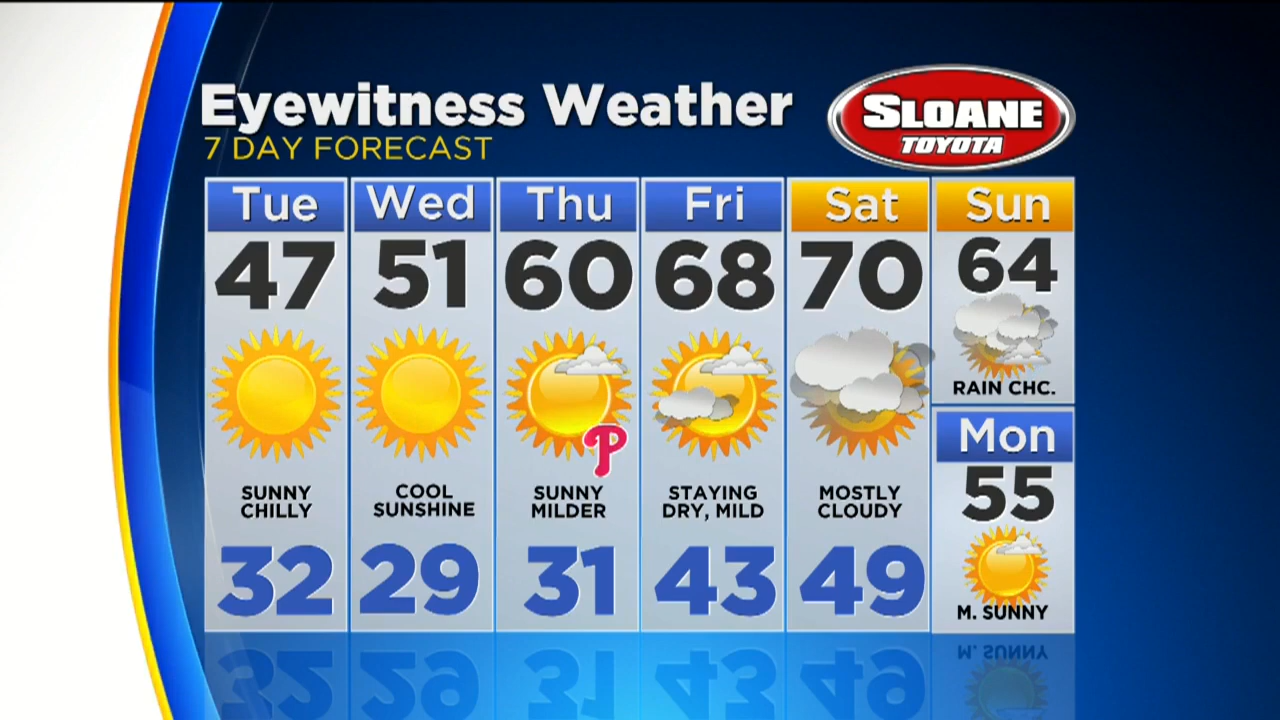 Eyewitness Weather
7 DAY FORECAST
SLOANE
TOYOTA
Tue
47
SUNNY
CHILLY
32
Wed
51
COOL
SUNSHINE
29
Thu
60
P
SUNNY
MILDER
31
Fri
68
STAYING
DRY, MILD
43
Sat
70
MOSTLY
CLOUDY
49
Sun
64
RAIN CHC.
Mon
55
M. SUNNY